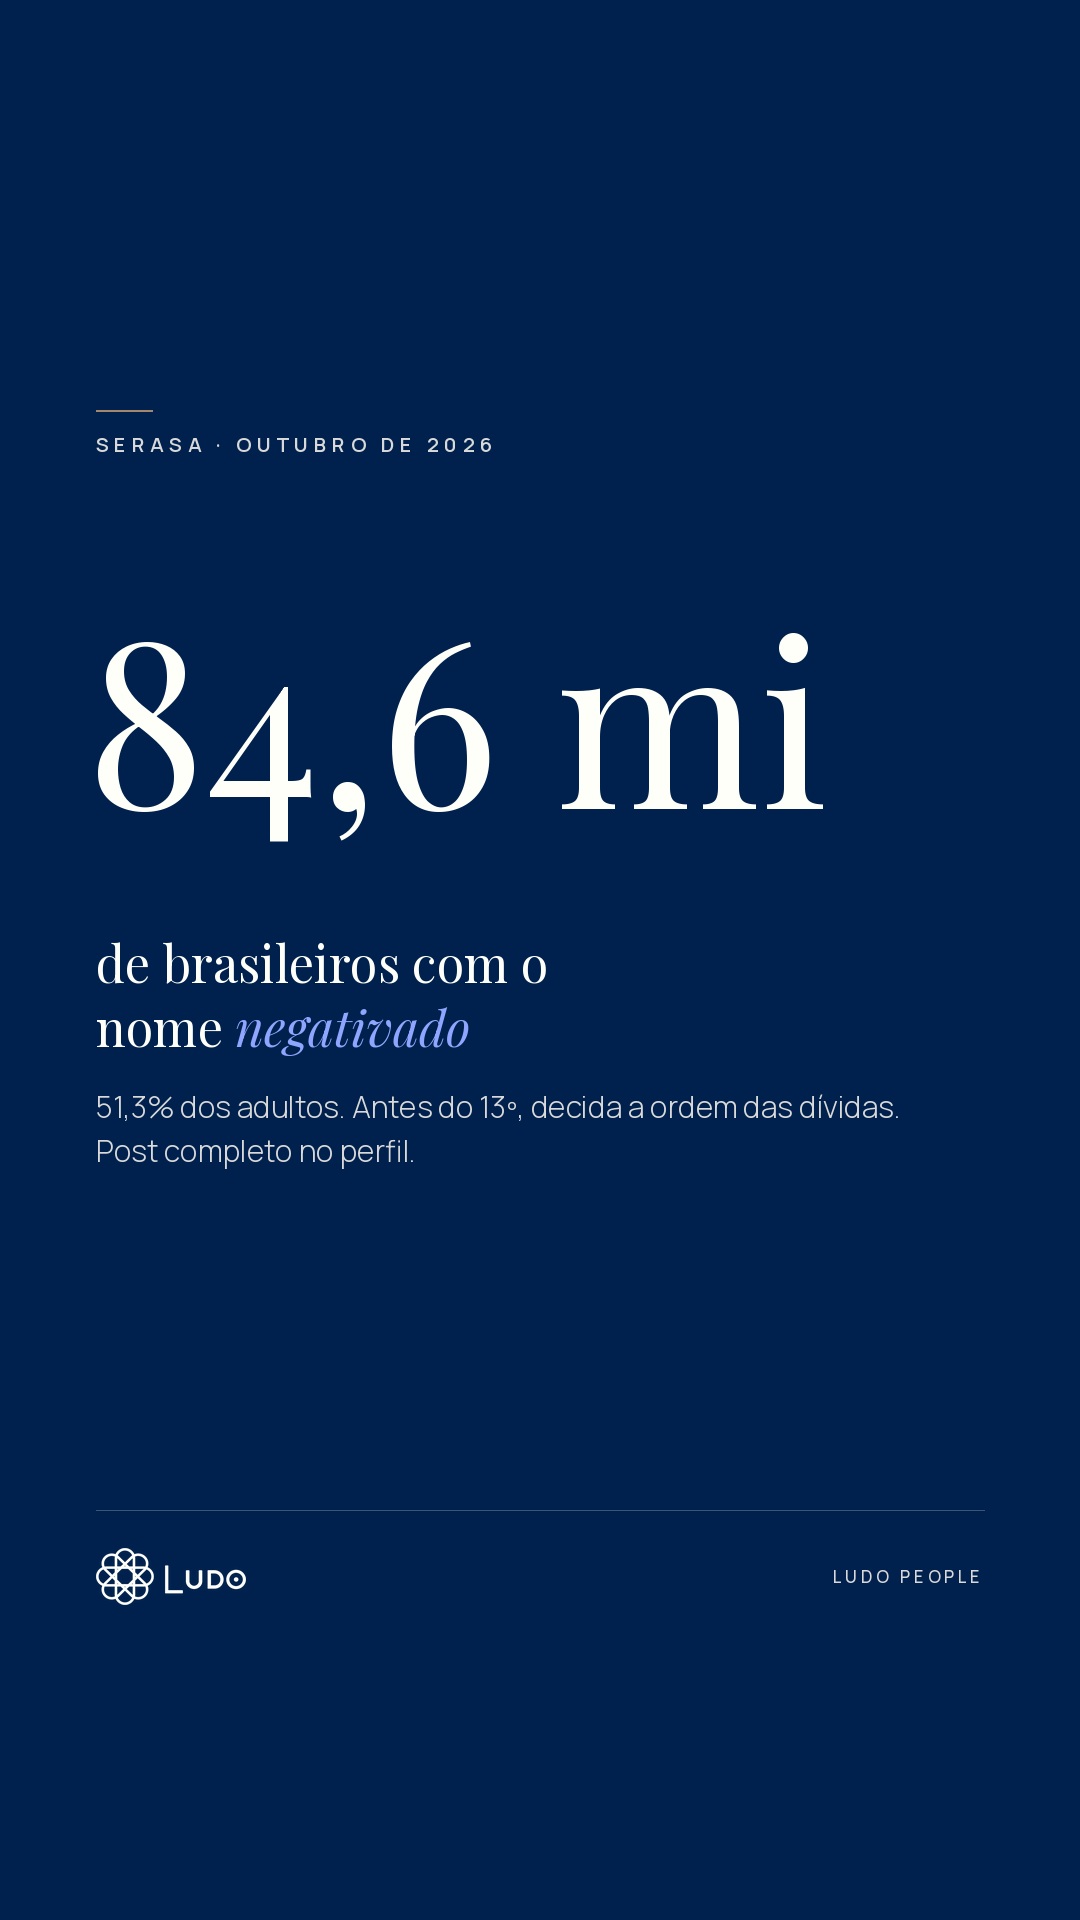 SERASA · OUTUBRO DE 2026
84,6 mi
de brasileiros com o
nome negativado
51,3% dos adultos. Antes do 13º, decida a ordem das dívidas.
Post completo no perfil.
LUDO
LUDO PEOPLE